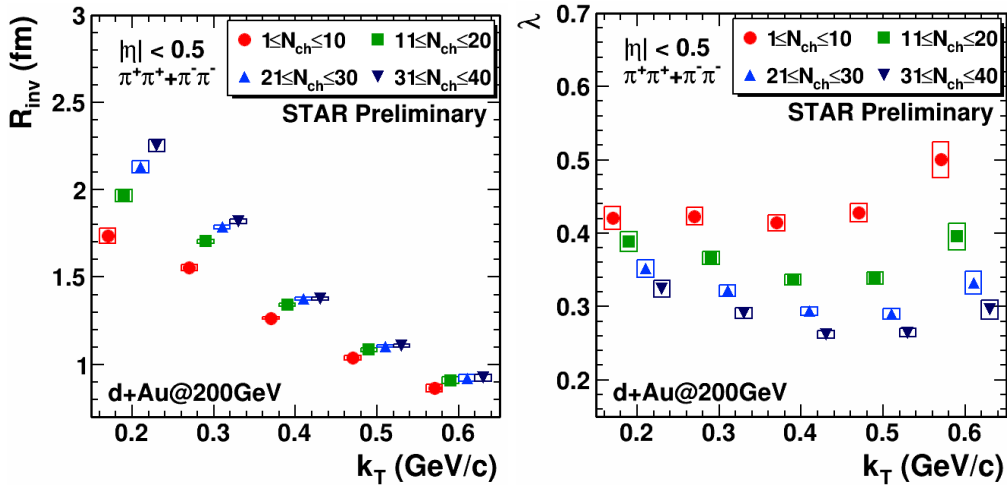 R_inv (fm)
3
2.5
2
1.5
1
|η| < 0.5
π⁺π⁺+π⁻π⁻
1≤N_ch≤10 11≤N_ch≤20
21≤N_ch≤30 31≤N_ch≤40
STAR Preliminary
d+Au@200GeV
0.2 0.3 0.4 0.5 0.6
k_T (GeV/c)
λ
0.7
0.6
0.5
0.4
0.3
0.2
|η| < 0.5
π⁺π⁺+π⁻π⁻
1≤N_ch≤10 11≤N_ch≤20
21≤N_ch≤30 31≤N_ch≤40
STAR Preliminary
d+Au@200GeV
0.2 0.3 0.4 0.5 0.6
k_T (GeV/c)